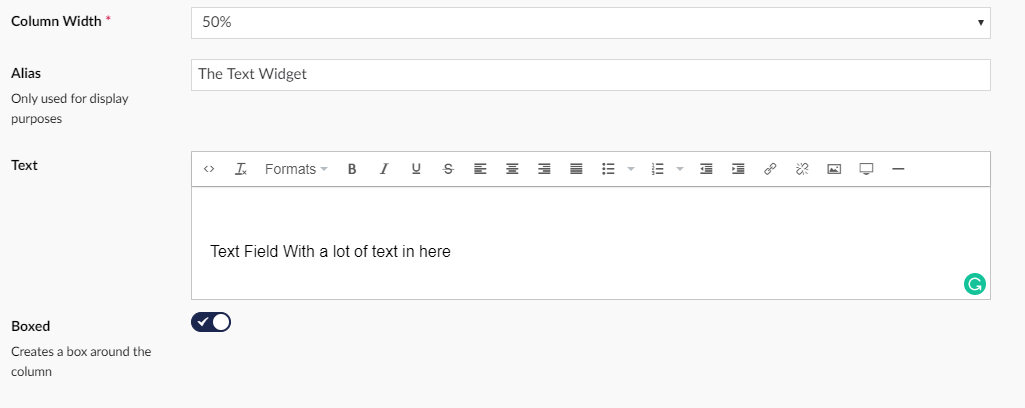 Column Width *
50%
Alias
The Text Widget
Only used for display
purposes
Text
Formats
B I U S
Text Field With a lot of text in here
Boxed
Creates a box around the
column